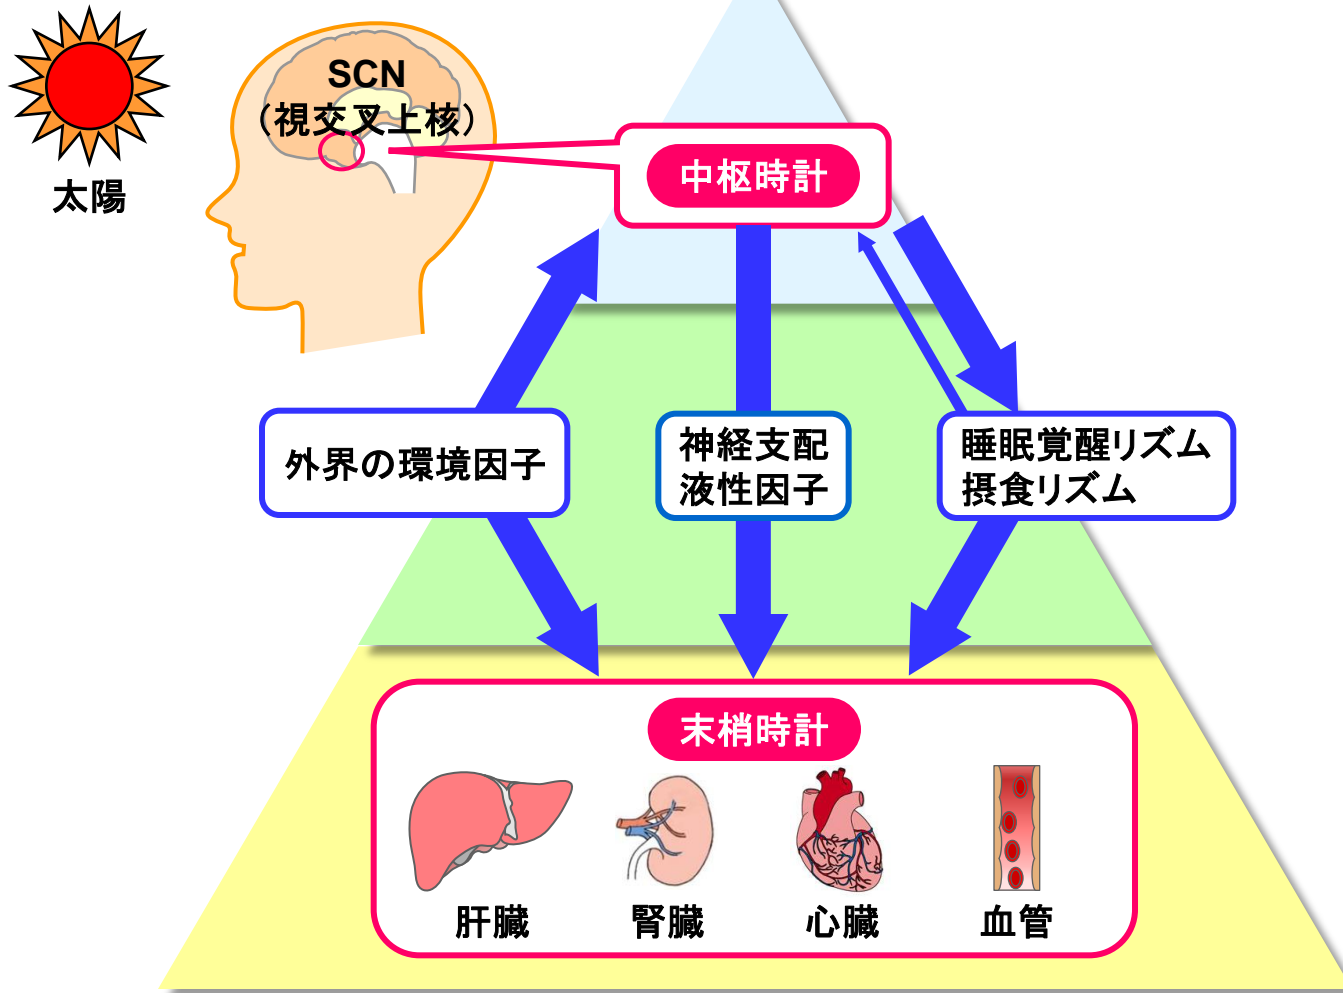 SCN
（視交叉上核）
太陽
中枢時計
外界の環境因子
神経支配
液性因子
睡眠覚醒リズム
摂食リズム
末梢時計
肝臓
腎臓
心臓
血管